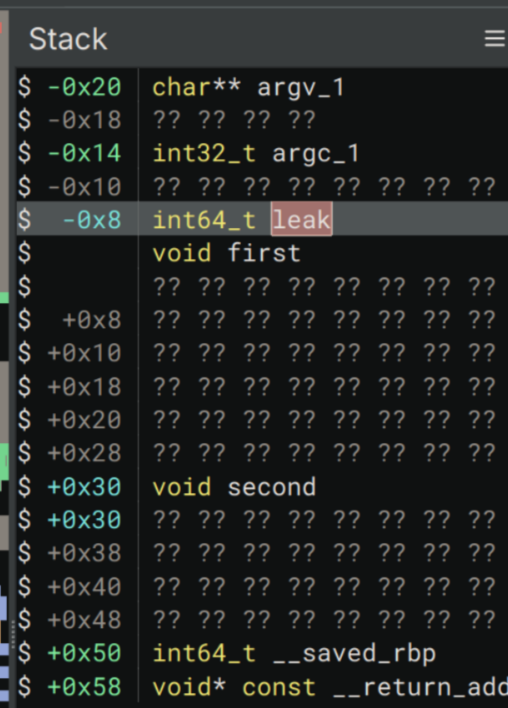 Stack
$ -0x20 char** argv_1
$ -0x18 ?? ?? ?? ??
$ -0x14 int32_t argc_1
$ -0x10 ?? ?? ?? ?? ?? ?? ?? ??
$ -0x8 int64_t leak
$ void first
$ ?? ?? ?? ?? ?? ?? ?? ??
$ +0x8 ?? ?? ?? ?? ?? ?? ?? ??
$ +0x10 ?? ?? ?? ?? ?? ?? ?? ??
$ +0x18 ?? ?? ?? ?? ?? ?? ?? ??
$ +0x20 ?? ?? ?? ?? ?? ?? ?? ??
$ +0x28 ?? ?? ?? ?? ?? ?? ?? ??
$ +0x30 void second
$ +0x30 ?? ?? ?? ?? ?? ?? ?? ??
$ +0x38 ?? ?? ?? ?? ?? ?? ?? ??
$ +0x40 ?? ?? ?? ?? ?? ?? ?? ??
$ +0x48 ?? ?? ?? ?? ?? ?? ?? ??
$ +0x50 int64_t __saved_rbp
$ +0x58 void* const __return_add